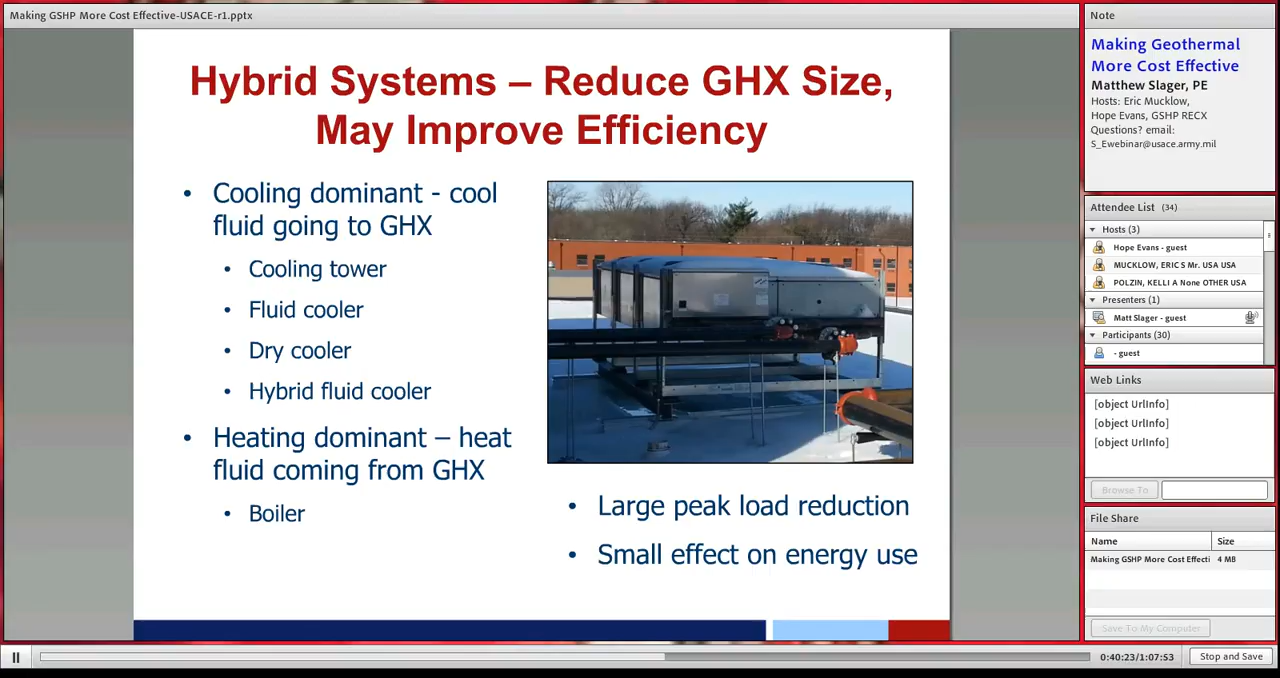 Making GSHP More Cost Effective-USACE-r1.pptx
Hybrid Systems – Reduce GHX Size,
May Improve Efficiency
• Cooling dominant - cool
fluid going to GHX
• Cooling tower
• Fluid cooler
• Dry cooler
• Hybrid fluid cooler
• Heating dominant – heat
fluid coming from GHX
• Boiler
• Large peak load reduction
• Small effect on energy use
Note
Making Geothermal
More Cost Effective
Matthew Slager, PE
Hosts: Eric Mucklow,
Hope Evans, GSHP RECX
Questions? email:
S_Ewebinar@usace.army.mil
Attendee List (34)
Hosts (3)
Hope Evans - guest
MUCKLOW, ERIC S Mr. USA USA
POLZIN, KELLI A None OTHER USA
Presenters (1)
Matt Slager - guest
Participants (30)
- guest
Web Links
[object UrlInfo]
[object UrlInfo]
[object UrlInfo]
Browse To
File Share
Name Size
Making GSHP More Cost Effecti 4 MB
Save To My Computer
0:40:23/1:07:53 Stop and Save